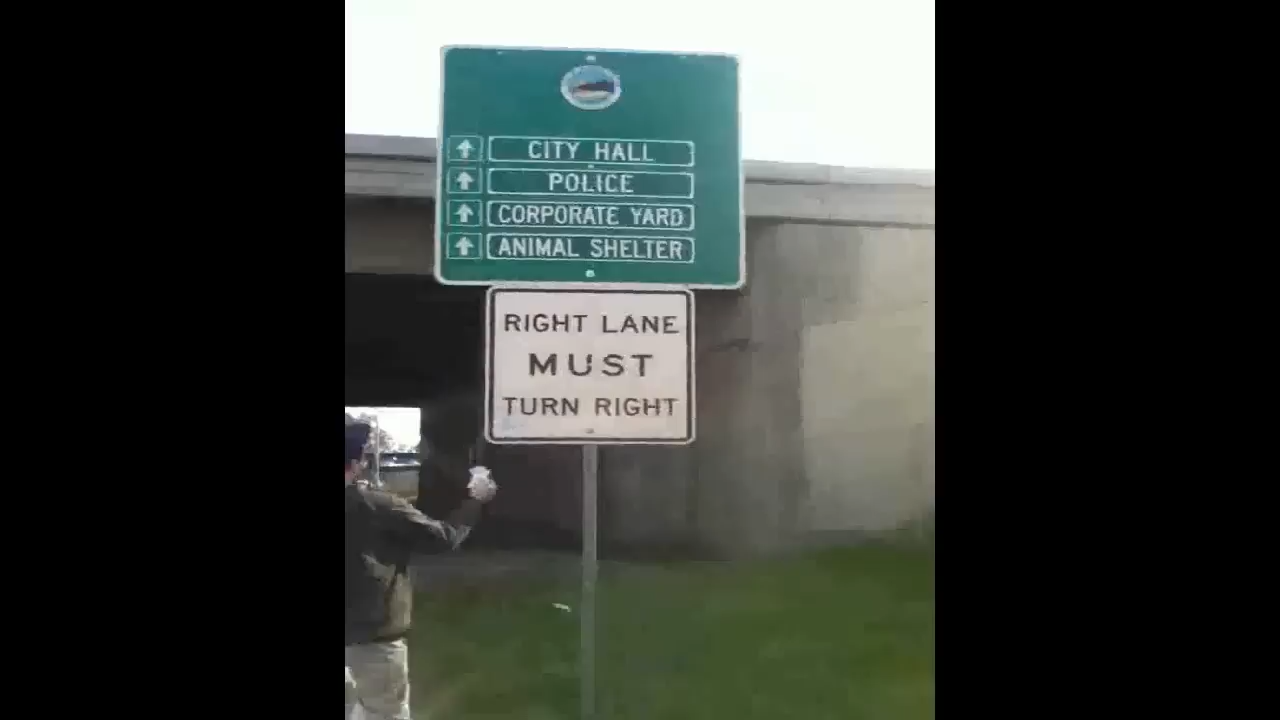 CITY HALL
POLICE
CORPORATE YARD
ANIMAL SHELTER
RIGHT LANE
MUST
TURN RIGHT